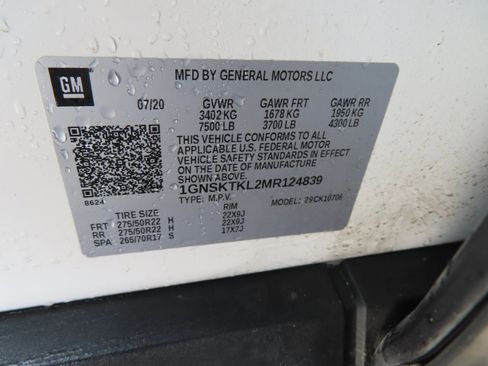 GM
MFD BY GENERAL MOTORS LLC
07/20 GVWR GAWR FRT GAWR RR
3402 KG 1678 KG 1950 KG
7500 LB 3700 LB 4300 LB
THIS VEHICLE CONFORMS TO ALL
APPLICABLE U.S. FEDERAL MOTOR
VEHICLE SAFETY STANDARDS IN EFFECT
ON THE DATE OF MANUFACTURE
1GNSKTKL2MR124839
8624 TYPE: M.P.V. MODEL: 29CK10706
TIRE SIZE RIM
FRT 275/50R22 H 22X9J
RR 275/50R22 H 22X9J
SPA 265/70R17 S 17X7J